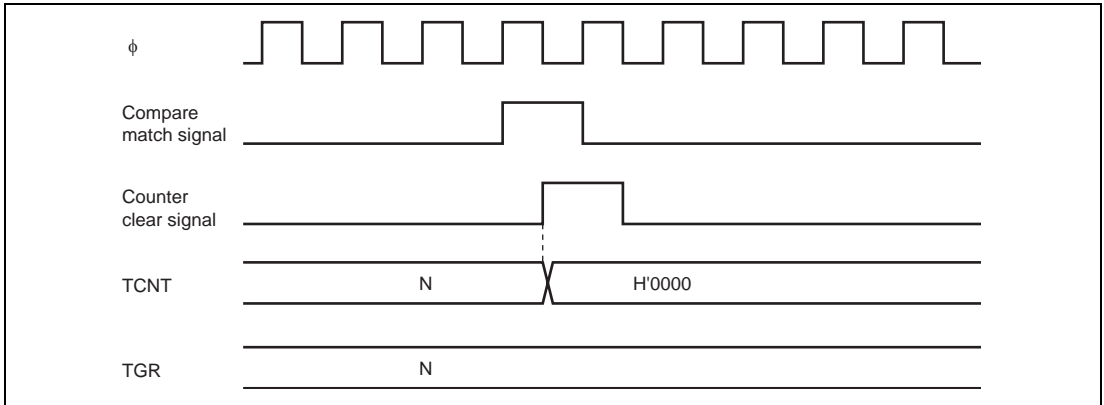 ϕ
Compare
match signal
Counter
clear signal
TCNT N H'0000
TGR N